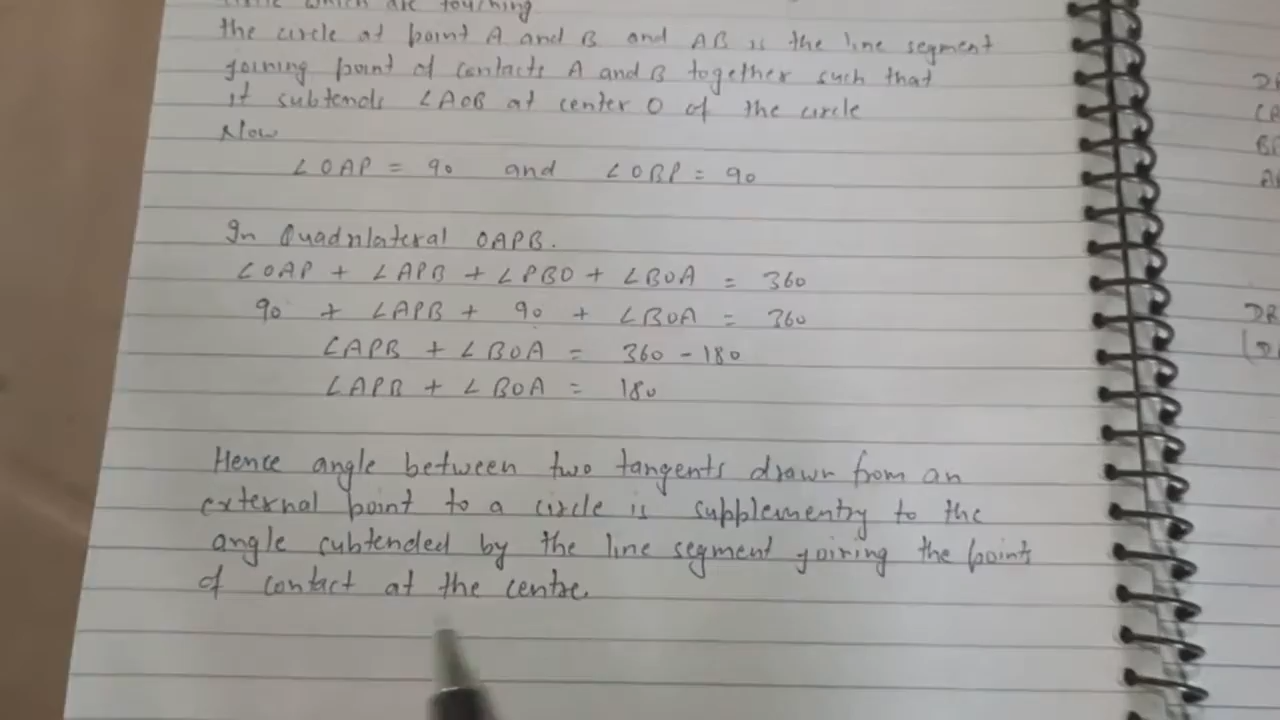 which are touching
the circle at point A and B and AB is the line segment
joining point of contacts A and B together such that
it subtends ∠AOB at center O of the circle
Now
∠OAP = 90 and ∠OBP = 90
In Quadrilateral OAPB.
∠OAP + ∠APB + ∠PBO + ∠BOA = 360
90 + ∠APB + 90 + ∠BOA = 360
∠APB + ∠BOA = 360 - 180
∠APB + ∠BOA = 180
Hence angle between two tangents drawn from an
external point to a circle is supplementry to the
angle subtended by the line segment joining the points
of contact at the centre.